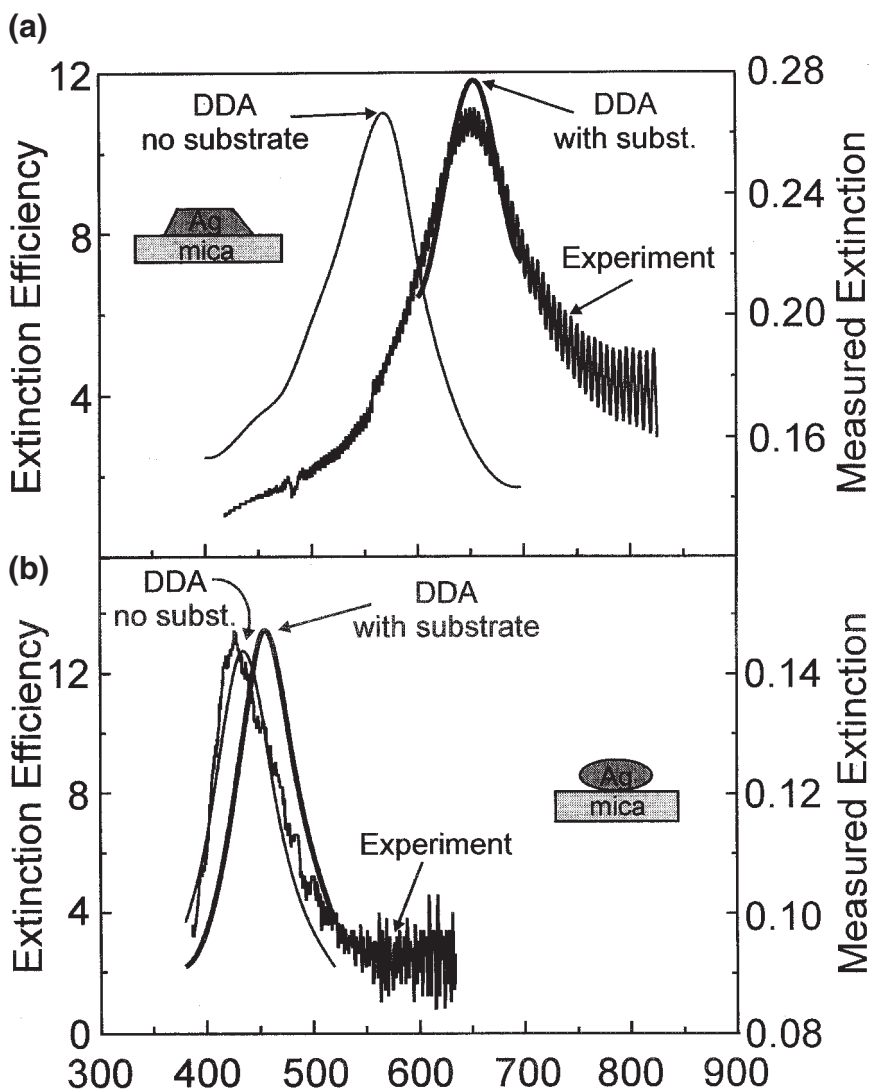 (a)
12
8
4
Extinction Efficiency
DDA
no substrate
DDA
with subst.
Experiment
Ag
mica
0.28
0.24
0.20
0.16
Measured Extinction
(b)
12
8
4
0
Extinction Efficiency
DDA
no subst.
DDA
with substrate
Experiment
Ag
mica
0.14
0.12
0.10
0.08
Measured Extinction
300 400 500 600 700 800 900